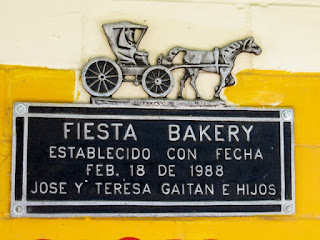 FIESTA BAKERY
ESTABLECIDO CON FECHA
FEB. 18 DE 1988
JOSE Y TERESA GAITAN E HIJOS